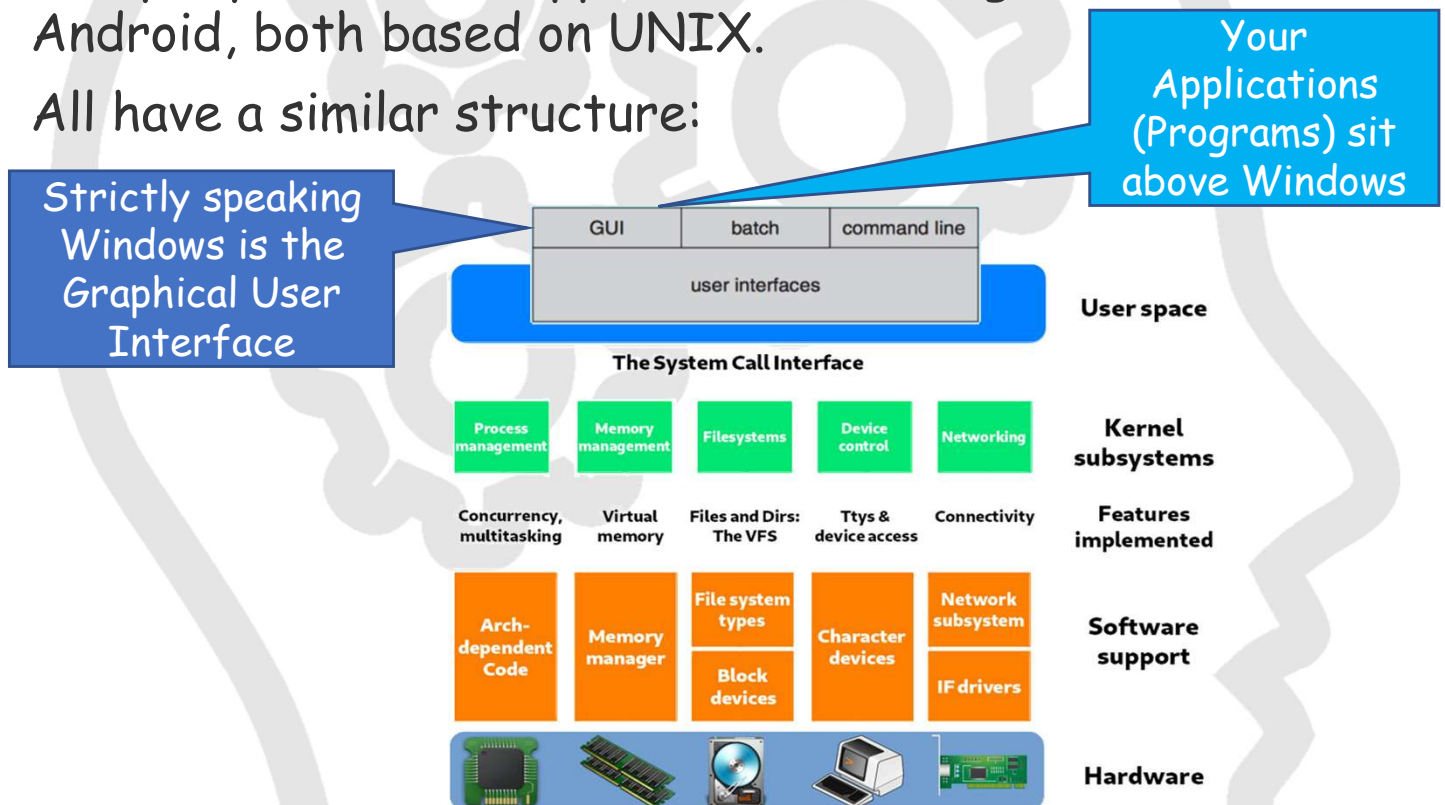 Android, both based on UNIX.
All have a similar structure:
Your
Applications
(Programs) sit
above Windows
Strictly speaking
Windows is the
Graphical User
Interface
GUI
batch
command line
user interfaces
User space
The System Call Interface
Process
management
Memory
management
Filesystems
Device
control
Networking
Kernel
subsystems
Concurrency,
multitasking
Virtual
memory
Files and Dirs:
The VFS
Ttys &
device access
Connectivity
Features
implemented
Arch-
dependent
Code
Memory
manager
File system
types
Block
devices
Character
devices
Network
subsystem
IF drivers
Software
support
Hardware